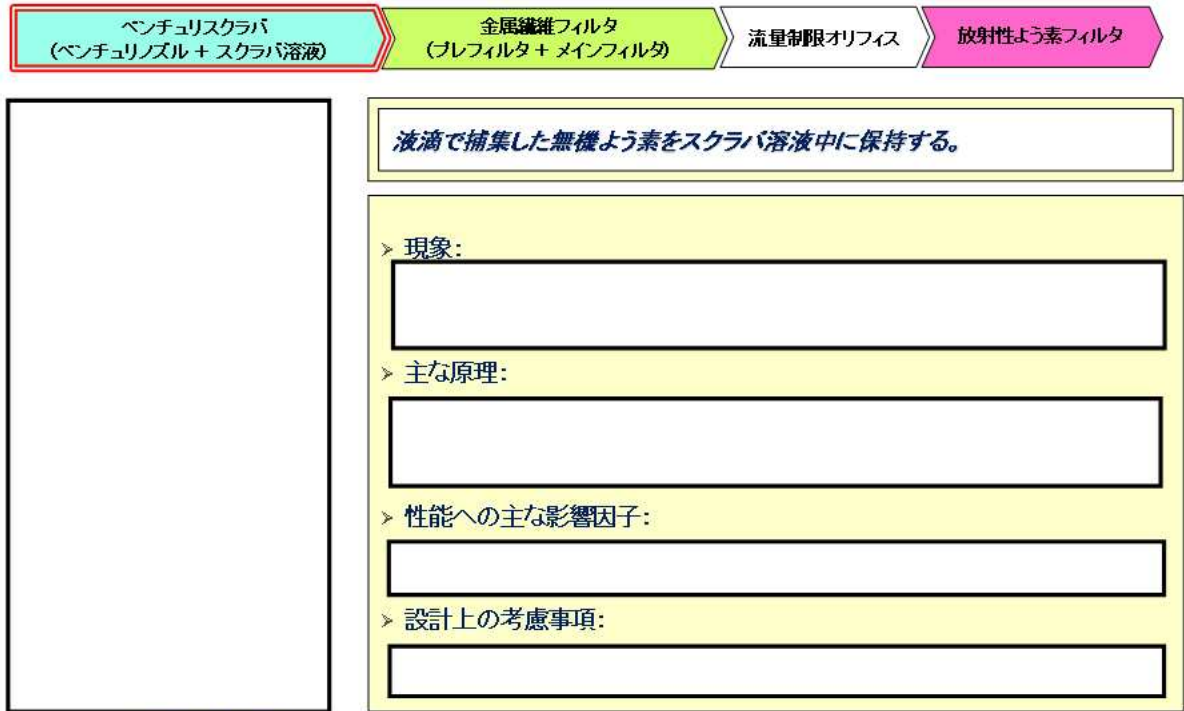 ベンチュリスクラバ
(ベンチュリノズル + スクラバ溶液)
金属繊維フィルタ
(プレフィルタ + メインフィルタ)
流量制限オリフィス
放射性よう素フィルタ
液滴で捕集した無機よう素をスクラバ溶液中に保持する。
➢ 現象:
➢ 主な原理:
➢ 性能への主な影響因子:
➢ 設計上の考慮事項: